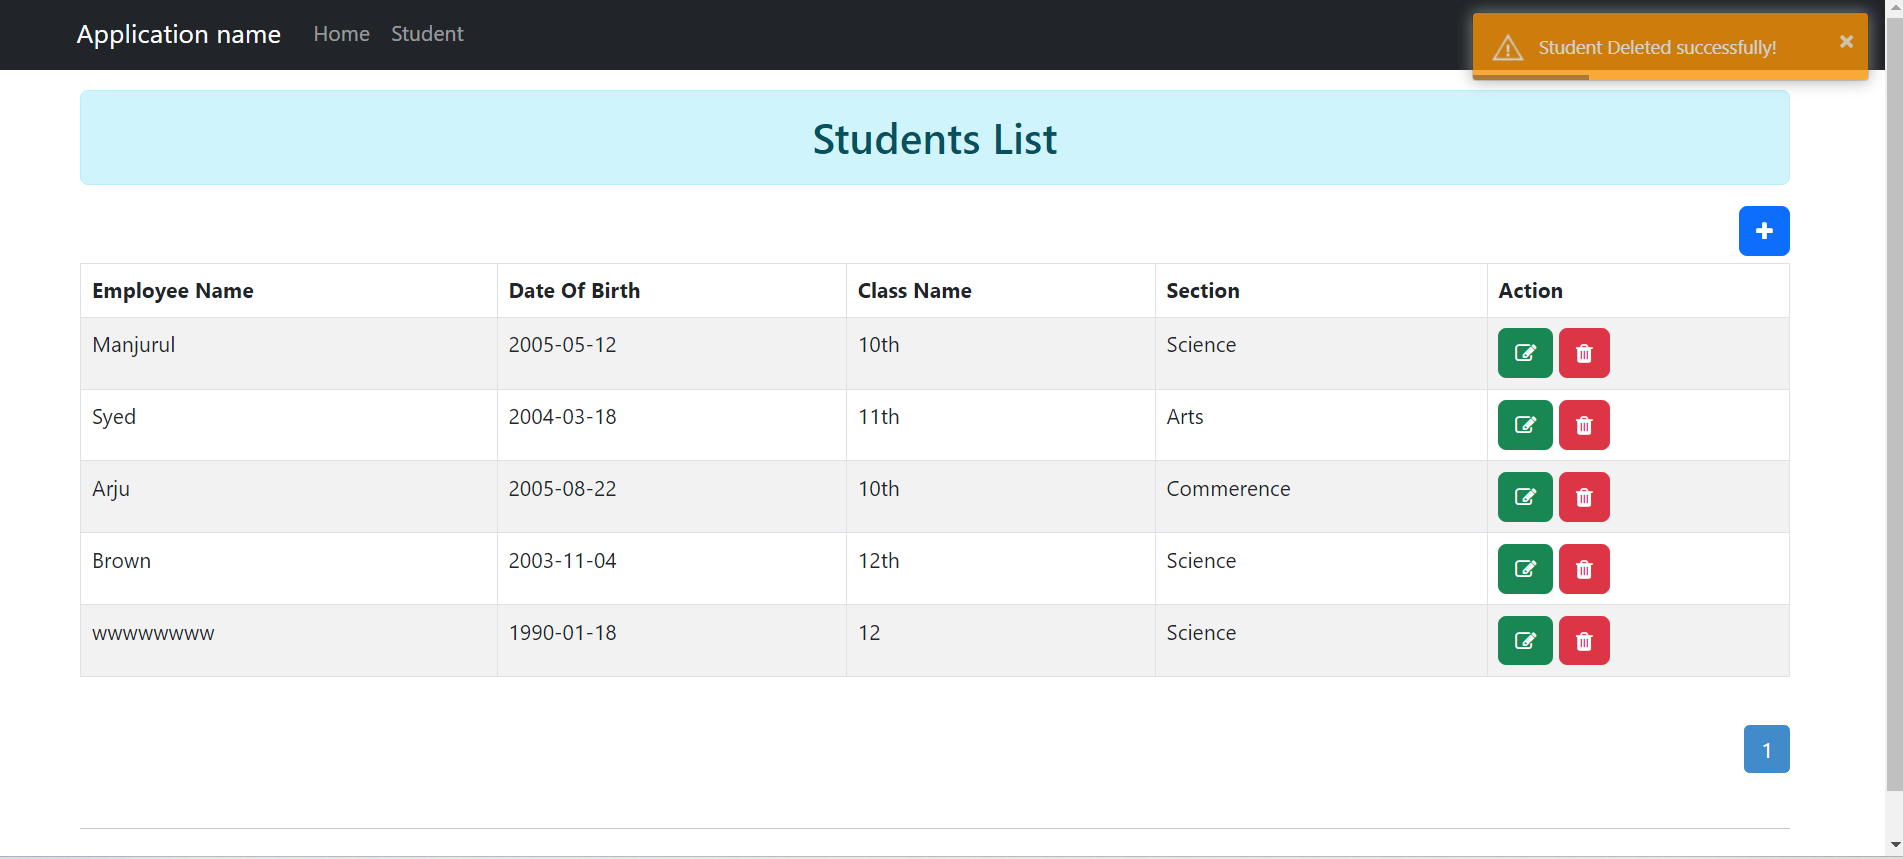 Application name Home Student
Student Deleted successfully! ×
Students List
Employee Name Date Of Birth Class Name Section Action
Manjurul 2005-05-12 10th Science
Syed 2004-03-18 11th Arts
Arju 2005-08-22 10th Commerence
Brown 2003-11-04 12th Science
wwwwwwww 1990-01-18 12 Science
1